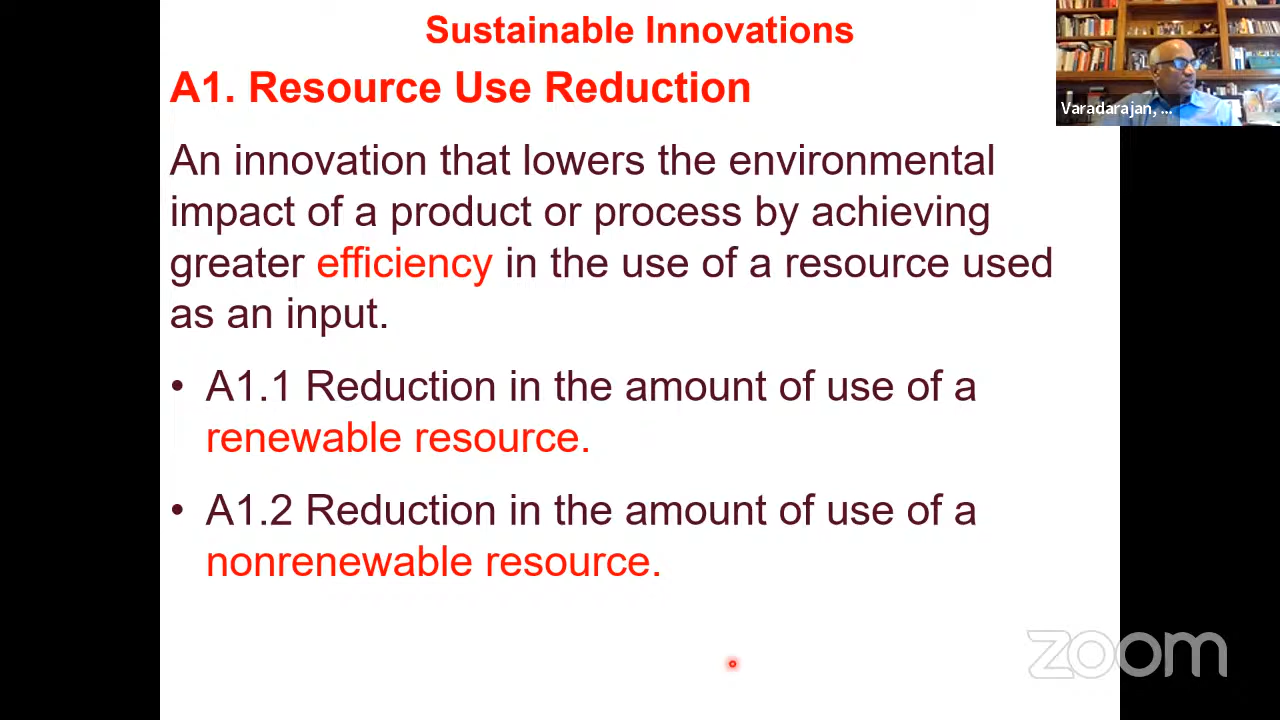 Sustainable Innovations
A1. Resource Use Reduction
An innovation that lowers the environmental
impact of a product or process by achieving
greater efficiency in the use of a resource used
as an input.
• A1.1 Reduction in the amount of use of a
renewable resource.
• A1.2 Reduction in the amount of use of a
nonrenewable resource.
Varadarajan, ...
zoom